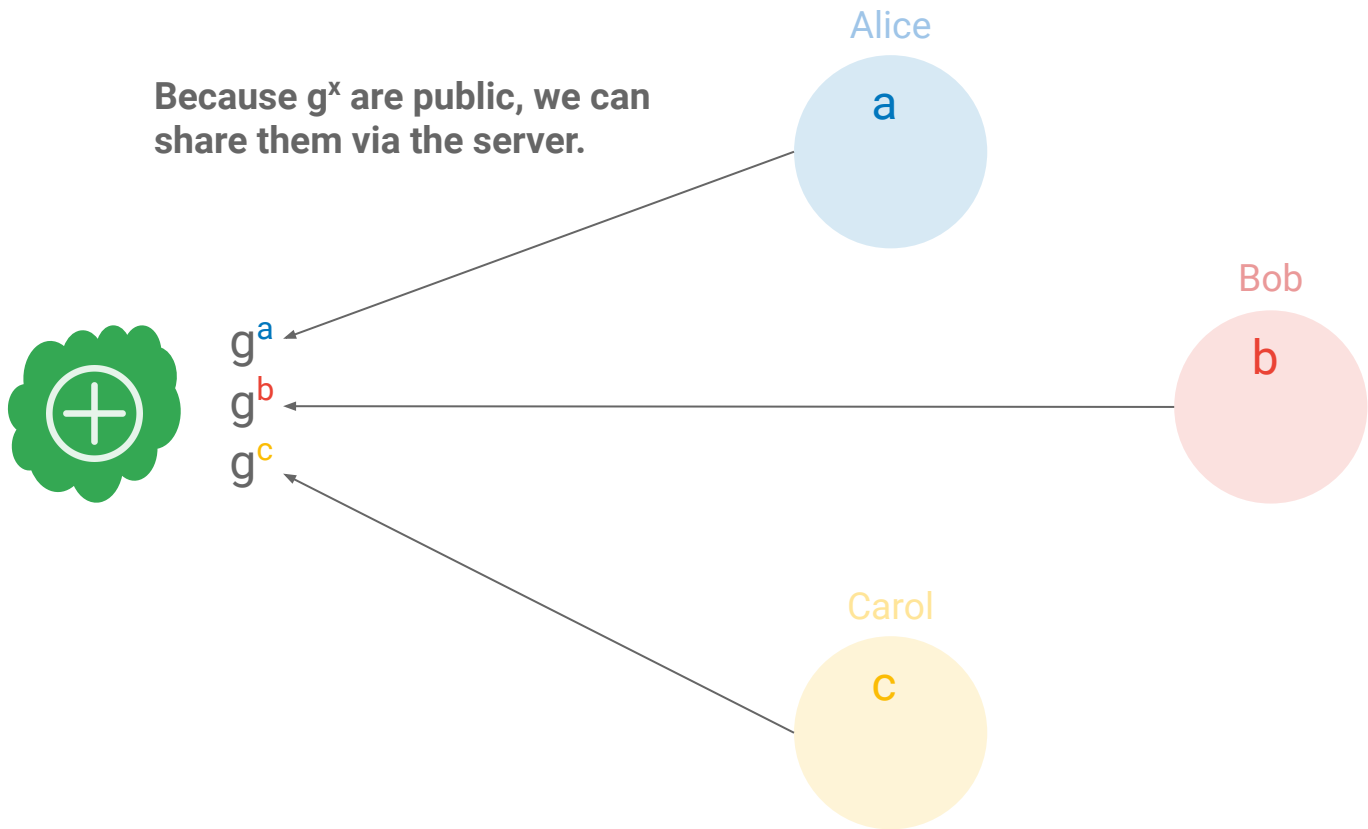 Alice
Because gˣ are public, we can
share them via the server.
a
Bob
gᵃ
b
gᵇ
gᶜ
Carol
c